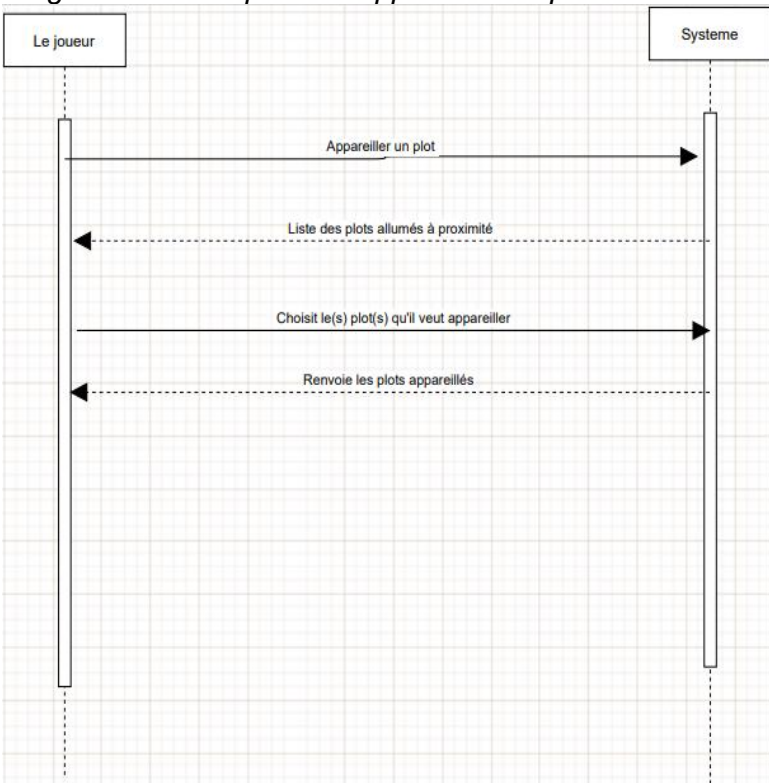 Le joueur
Systeme
Appareiller un plot
Liste des plots allumés à proximité
Choisit le(s) plot(s) qu'il veut appareiller
Renvoie les plots appareillés